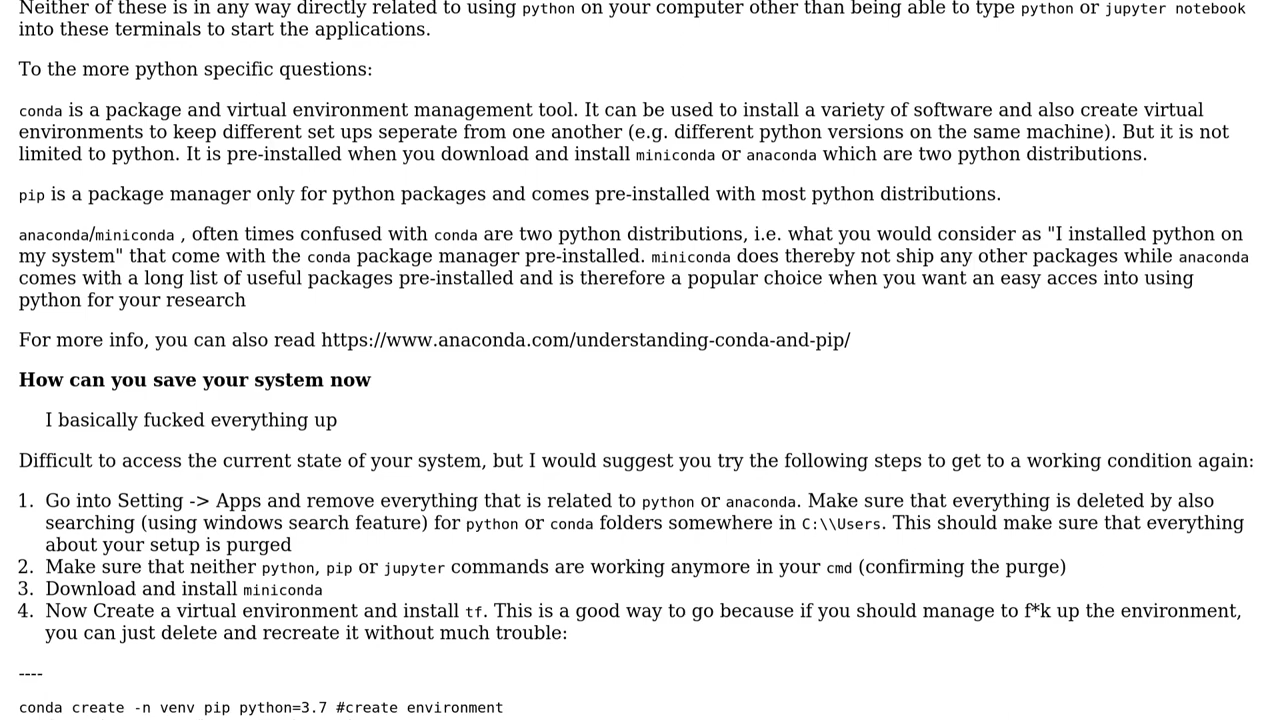 Neither of these is in any way directly related to using python on your computer other than being able to type python or jupyter notebook
into these terminals to start the applications.
To the more python specific questions:
conda is a package and virtual environment management tool. It can be used to install a variety of software and also create virtual
environments to keep different set ups seperate from one another (e.g. different python versions on the same machine). But it is not
limited to python. It is pre-installed when you download and install miniconda or anaconda which are two python distributions.
pip is a package manager only for python packages and comes pre-installed with most python distributions.
anaconda/miniconda , often times confused with conda are two python distributions, i.e. what you would consider as "I installed python on
my system" that come with the conda package manager pre-installed. miniconda does thereby not ship any other packages while anaconda
comes with a long list of useful packages pre-installed and is therefore a popular choice when you want an easy acces into using
python for your research
For more info, you can also read https://www.anaconda.com/understanding-conda-and-pip/
How can you save your system now
I basically fucked everything up
Difficult to access the current state of your system, but I would suggest you try the following steps to get to a working condition again:
1. Go into Setting -> Apps and remove everything that is related to python or anaconda. Make sure that everything is deleted by also
searching (using windows search feature) for python or conda folders somewhere in C:\\Users. This should make sure that everything
about your setup is purged
2. Make sure that neither python, pip or jupyter commands are working anymore in your cmd (confirming the purge)
3. Download and install miniconda
4. Now Create a virtual environment and install tf. This is a good way to go because if you should manage to f*k up the environment,
you can just delete and recreate it without much trouble:
----
conda create -n venv pip python=3.7 #create environment